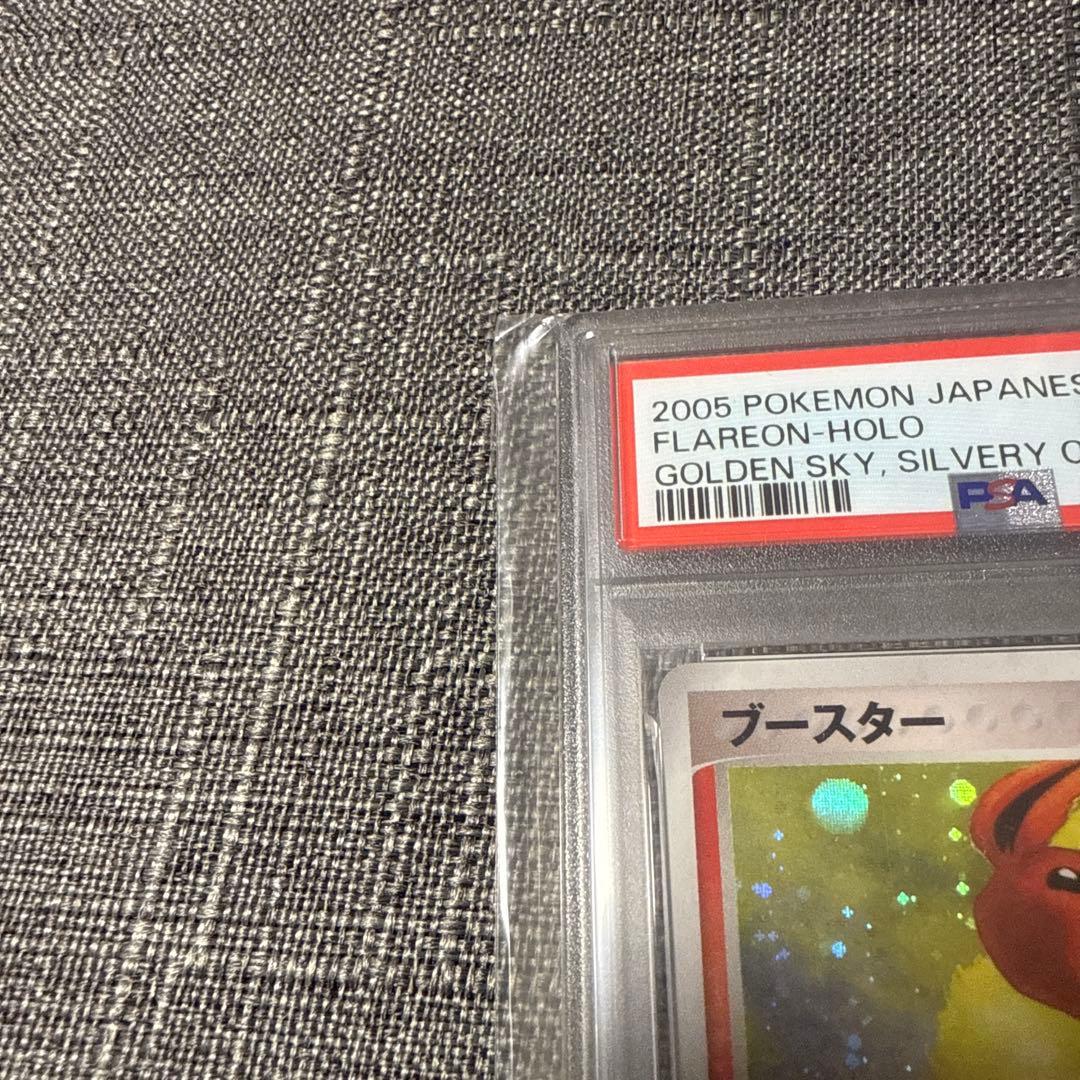 2005 POKEMON JAPANES
FLAREON-HOLO
GOLDEN SKY, SILVERY O
PSA
ブースター